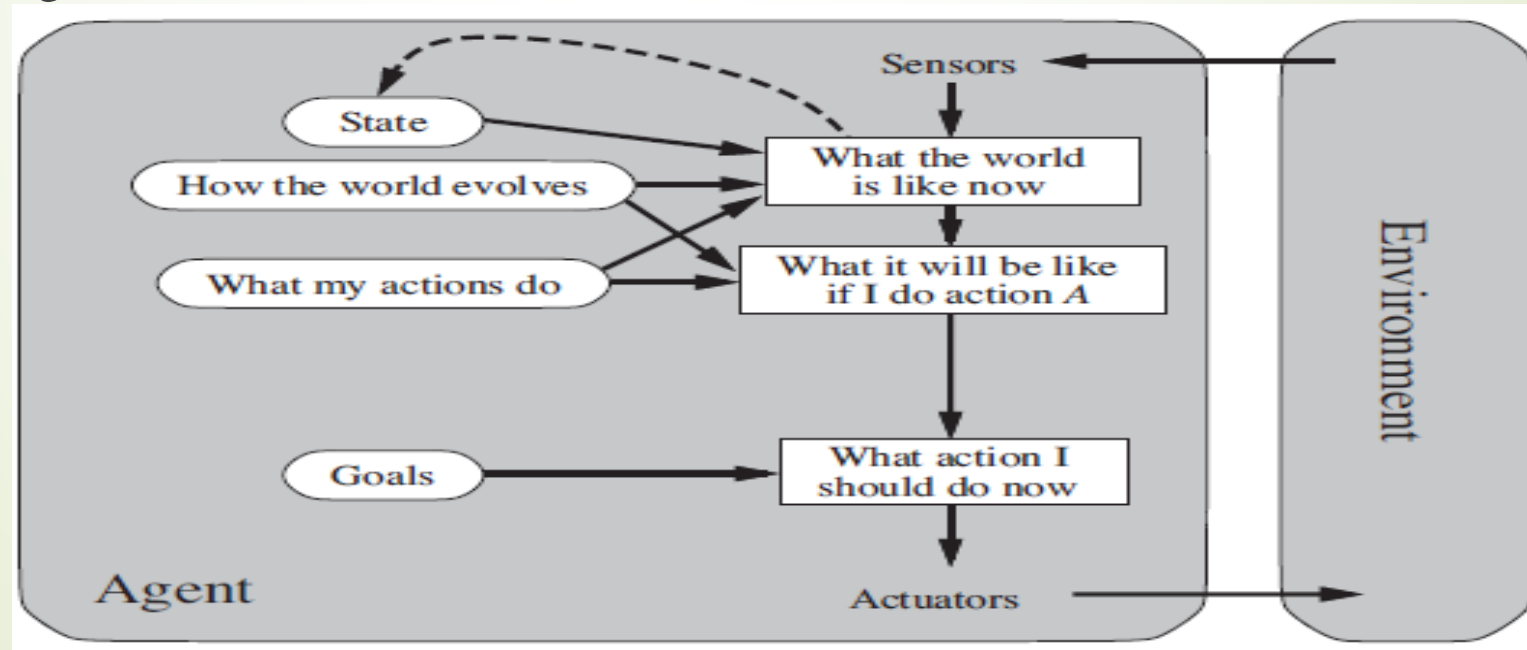 Sensors
State
What the world
is like now
How the world evolves
What my actions do
What it will be like
if I do action A
Goals
What action I
should do now
Agent
Actuators
Environment